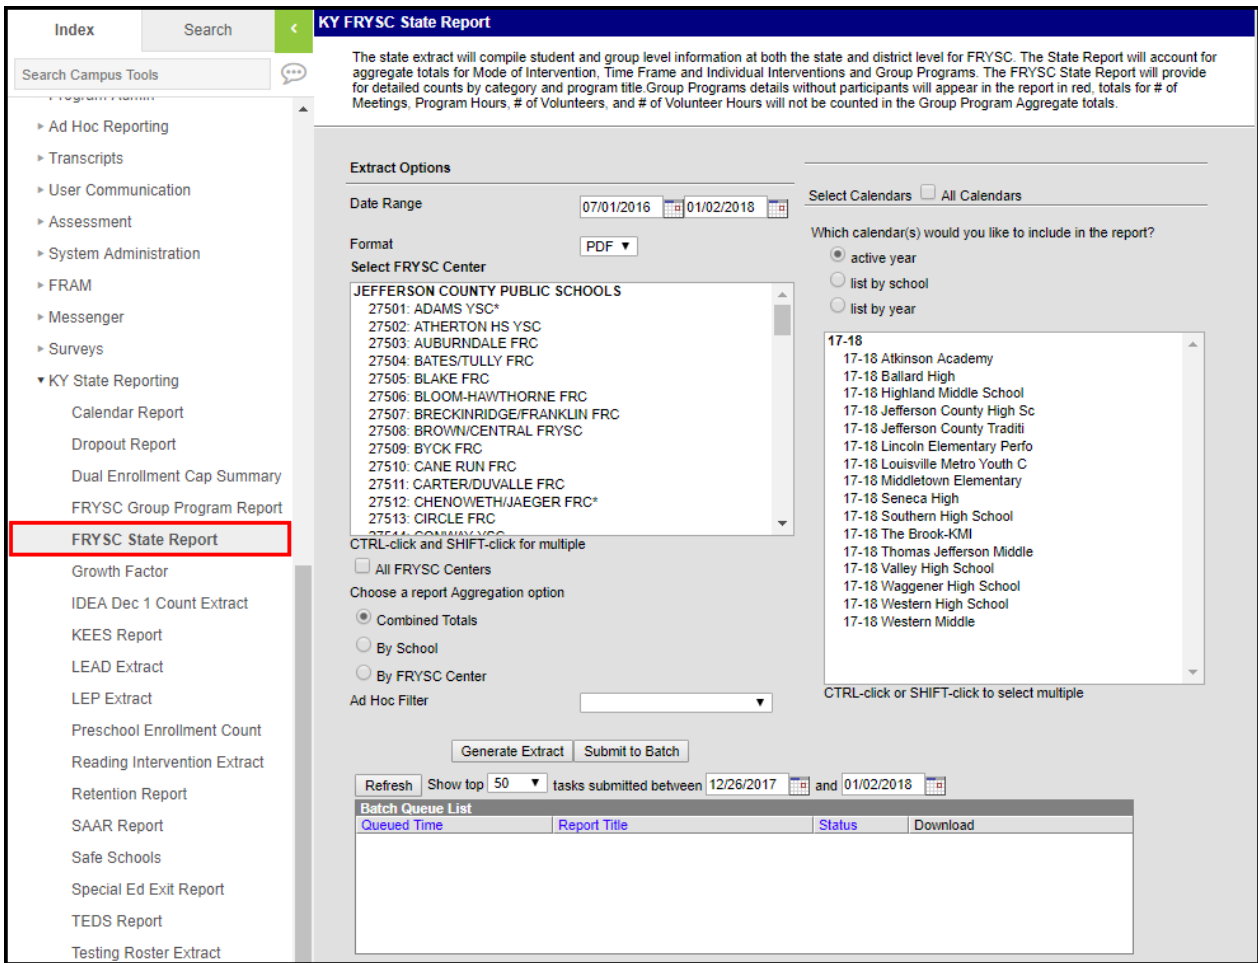 Index
Search
<
Search Campus Tools
Program Admin
Ad Hoc Reporting
Transcripts
User Communication
Assessment
System Administration
FRAM
Messenger
Surveys
KY State Reporting
Calendar Report
Dropout Report
Dual Enrollment Cap Summary
FRYSC Group Program Report
FRYSC State Report
Growth Factor
IDEA Dec 1 Count Extract
KEES Report
LEAD Extract
LEP Extract
Preschool Enrollment Count
Reading Intervention Extract
Retention Report
SAAR Report
Safe Schools
Special Ed Exit Report
TEDS Report
Testing Roster Extract
KY FRYSC State Report
The state extract will compile student and group level information at both the state and district level for FRYSC. The State Report will account for
aggregate totals for Mode of Intervention, Time Frame and Individual Interventions and Group Programs. The FRYSC State Report will provide
for detailed counts by category and program title.Group Programs details without participants will appear in the report in red, totals for # of
Meetings, Program Hours, # of Volunteers, and # of Volunteer Hours will not be counted in the Group Program Aggregate totals.
Extract Options
Date Range 07/01/2016 01/02/2018
Format PDF
Select FRYSC Center
JEFFERSON COUNTY PUBLIC SCHOOLS
27501: ADAMS YSC*
27502: ATHERTON HS YSC
27503: AUBURNDALE FRC
27504: BATES/TULLY FRC
27505: BLAKE FRC
27506: BLOOM-HAWTHORNE FRC
27507: BRECKINRIDGE/FRANKLIN FRC
27508: BROWN/CENTRAL FRYSC
27509: BYCK FRC
27510: CANE RUN FRC
27511: CARTER/DUVALLE FRC
27512: CHENOWETH/JAEGER FRC*
27513: CIRCLE FRC
27514: CONWAY YSC
CTRL-click and SHIFT-click for multiple
All FRYSC Centers
Choose a report Aggregation option
Combined Totals
By School
By FRYSC Center
Ad Hoc Filter
Select Calendars All Calendars
Which calendar(s) would you like to include in the report?
active year
list by school
list by year
17-18
17-18 Atkinson Academy
17-18 Ballard High
17-18 Highland Middle School
17-18 Jefferson County High Sc
17-18 Jefferson County Traditi
17-18 Lincoln Elementary Perfo
17-18 Louisville Metro Youth C
17-18 Middletown Elementary
17-18 Seneca High
17-18 Southern High School
17-18 The Brook-KMI
17-18 Thomas Jefferson Middle
17-18 Valley High School
17-18 Waggener High School
17-18 Western High School
17-18 Western Middle
CTRL-click or SHIFT-click to select multiple
Generate Extract Submit to Batch
Refresh Show top 50 tasks submitted between 12/26/2017 and 01/02/2018
Batch Queue List
Queued Time Report Title Status Download